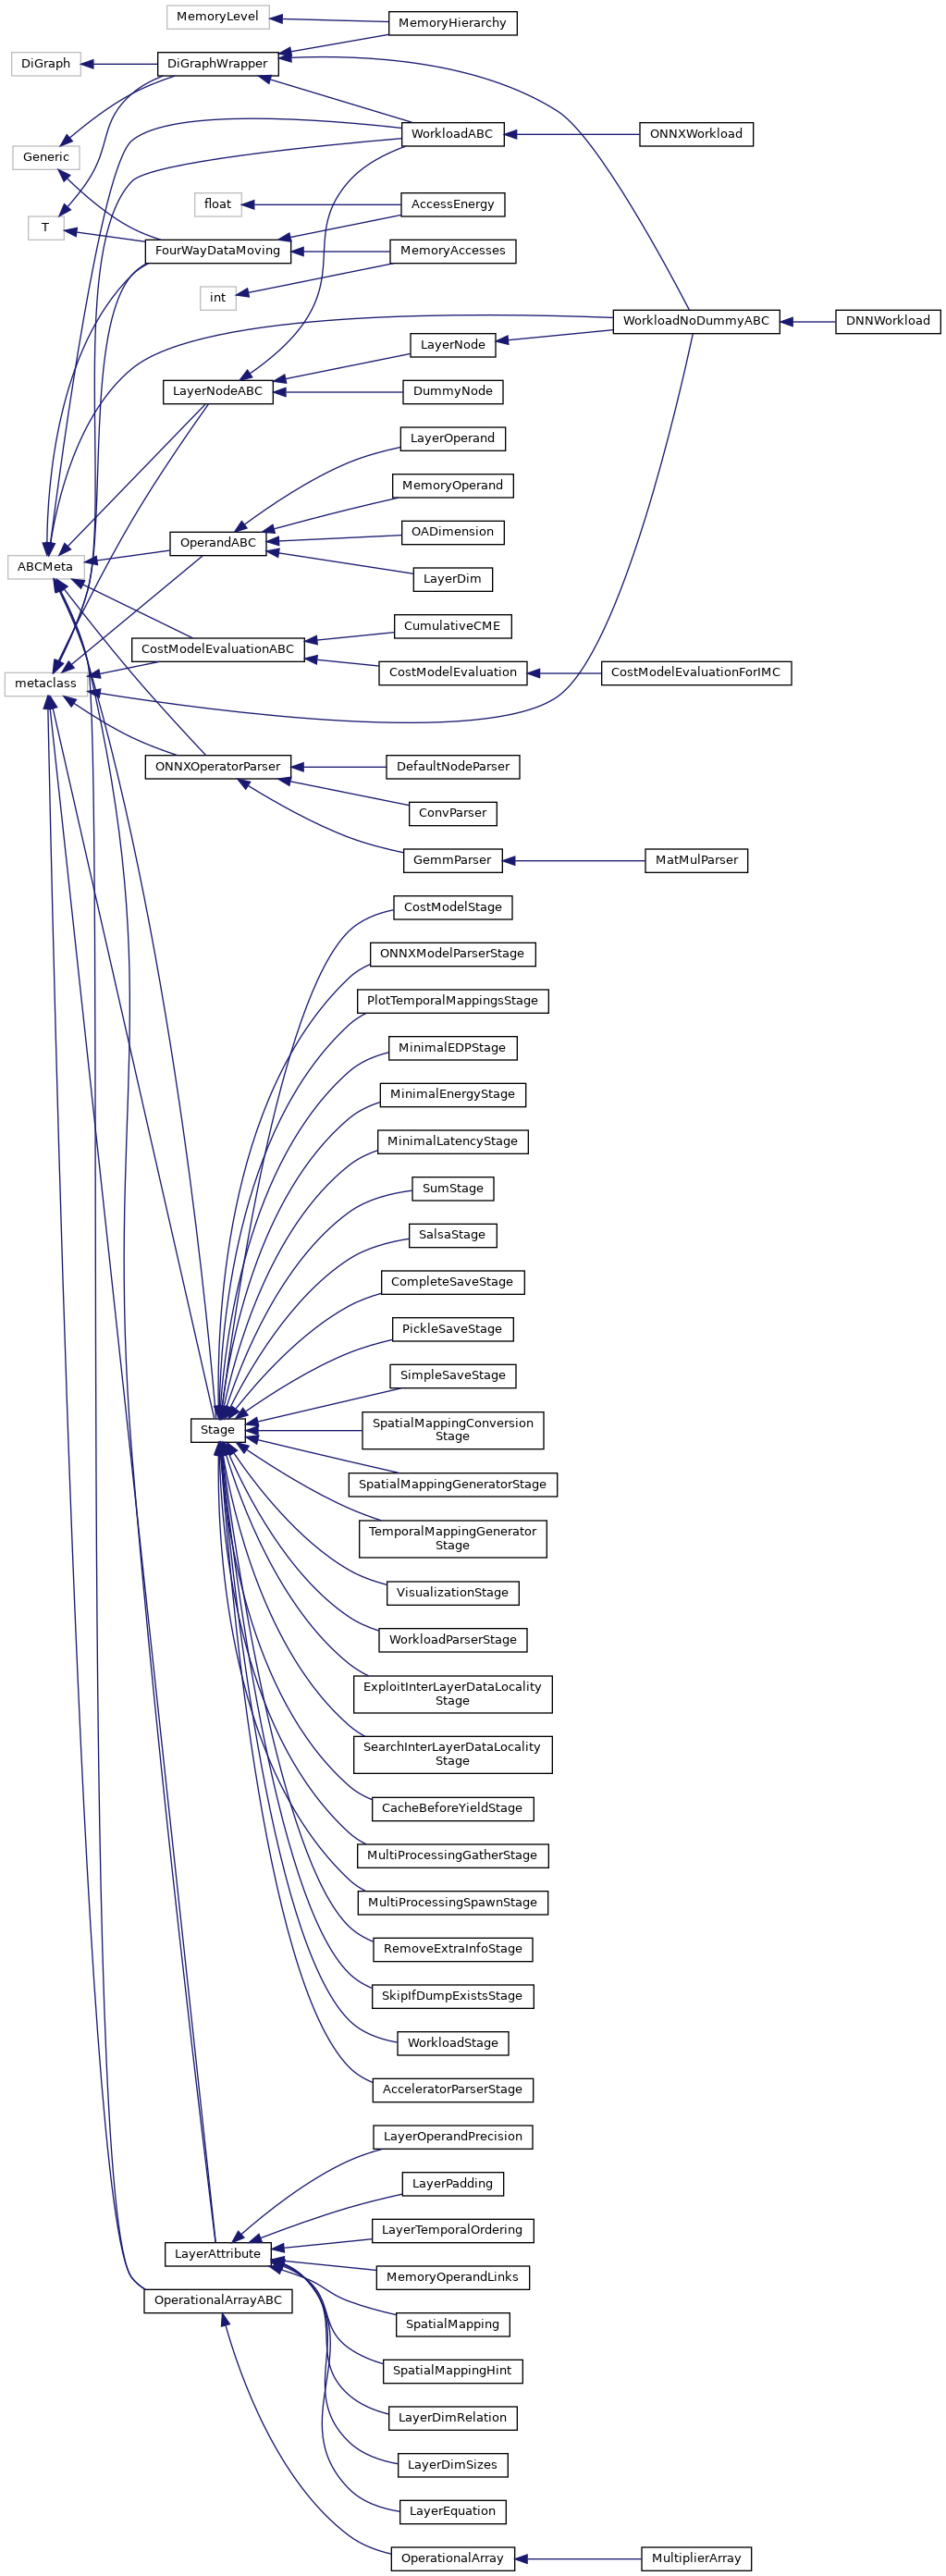 MemoryLevel
MemoryHierarchy
DiGraph
DiGraphWrapper
WorkloadABC
ONNXWorkload
Generic
float
AccessEnergy
T
FourWayDataMoving
MemoryAccesses
int
WorkloadNoDummyABC
DNNWorkload
LayerNode
LayerNodeABC
DummyNode
LayerOperand
MemoryOperand
OADimension
OperandABC
ABCMeta
LayerDim
CumulativeCME
CostModelEvaluationABC
CostModelEvaluation
CostModelEvaluationForIMC
metaclass
ONNXOperatorParser
DefaultNodeParser
ConvParser
GemmParser
MatMulParser
CostModelStage
ONNXModelParserStage
PlotTemporalMappingsStage
MinimalEDPStage
MinimalEnergyStage
MinimalLatencyStage
SumStage
SalsaStage
CompleteSaveStage
PickleSaveStage
SimpleSaveStage
Stage
SpatialMappingConversion
Stage
SpatialMappingGeneratorStage
TemporalMappingGenerator
Stage
VisualizationStage
WorkloadParserStage
ExploitInterLayerDataLocality
Stage
SearchInterLayerDataLocality
Stage
CacheBeforeYieldStage
MultiProcessingGatherStage
MultiProcessingSpawnStage
RemoveExtraInfoStage
SkipIfDumpExistsStage
WorkloadStage
AcceleratorParserStage
LayerOperandPrecision
LayerPadding
LayerTemporalOrdering
LayerAttribute
MemoryOperandLinks
OperationalArrayABC
SpatialMapping
SpatialMappingHint
LayerDimRelation
LayerDimSizes
LayerEquation
OperationalArray
MultiplierArray